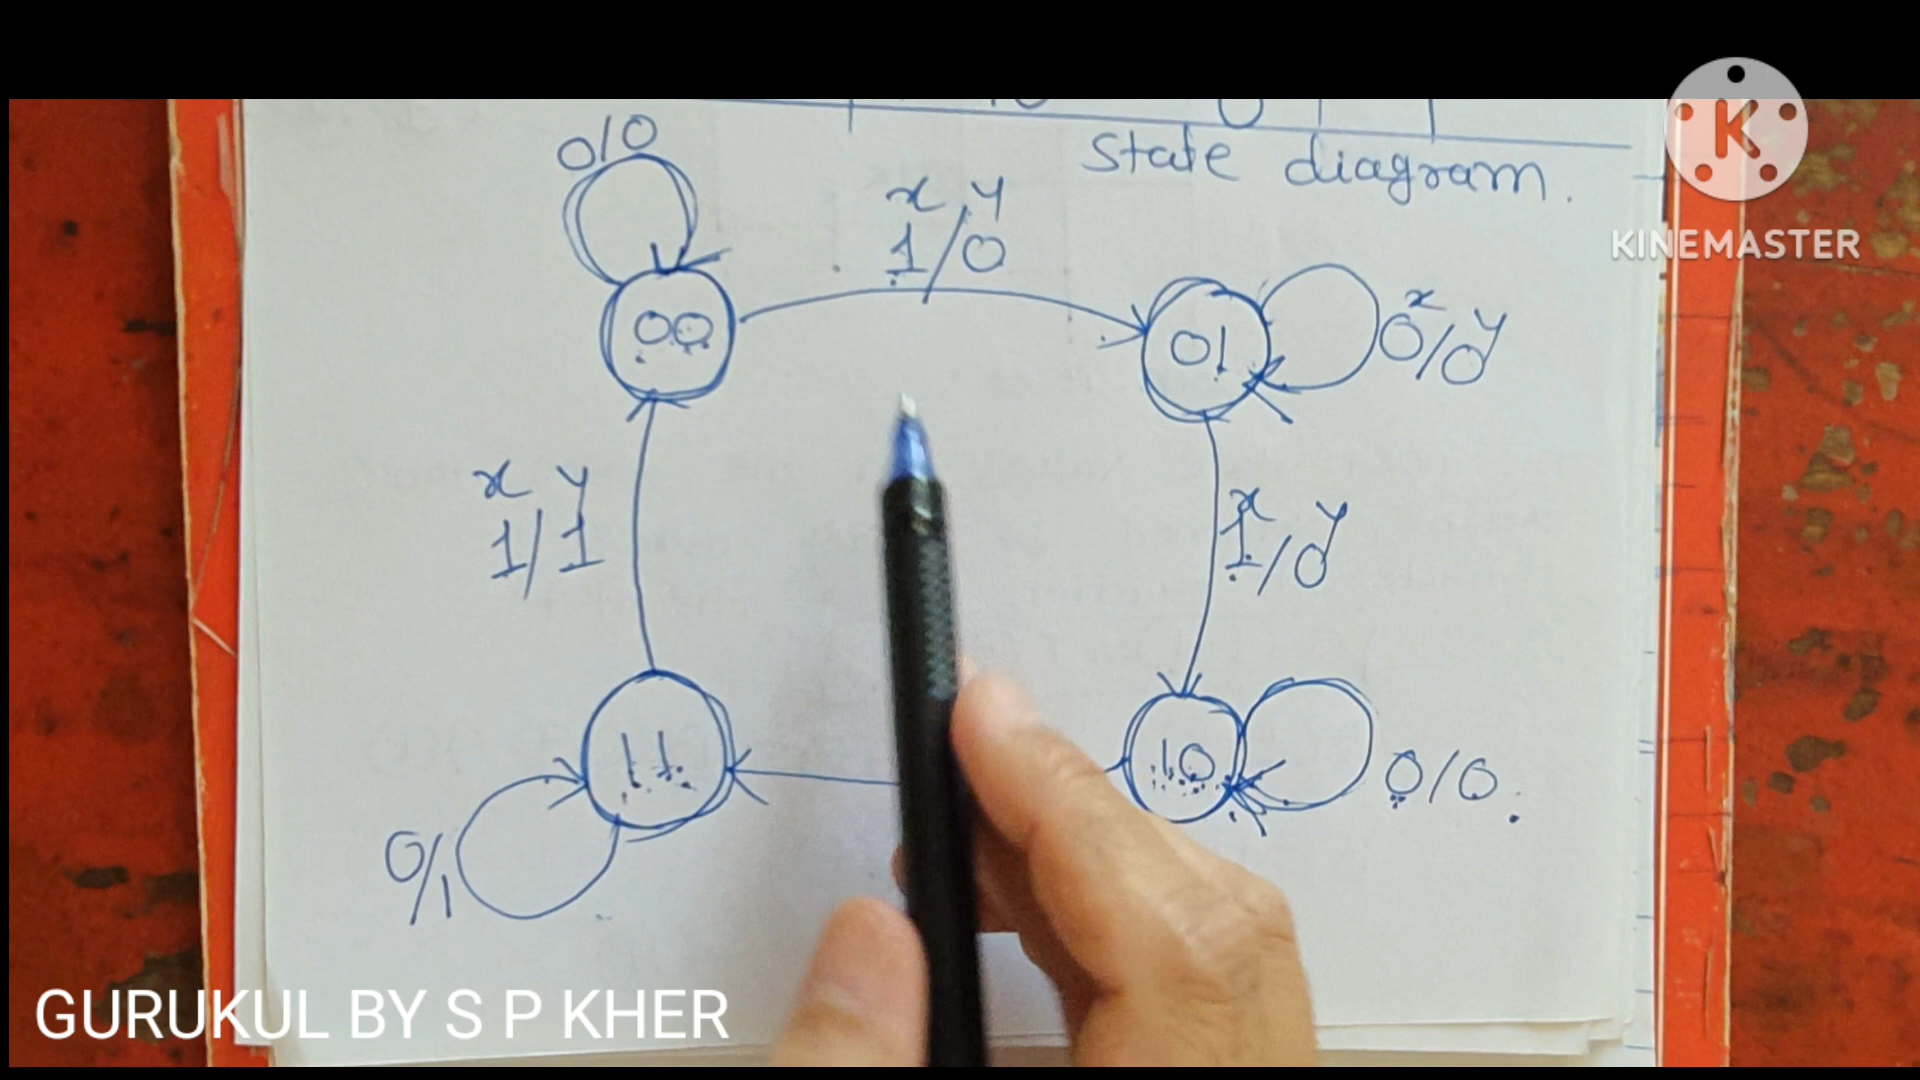 State diagram.
0/0
x y
1/0
00
01
x y
0/0
x y
1/1
x y
1/0
11
10
0/0
0/1
KINEMASTER
GURUKUL BY S P KHER